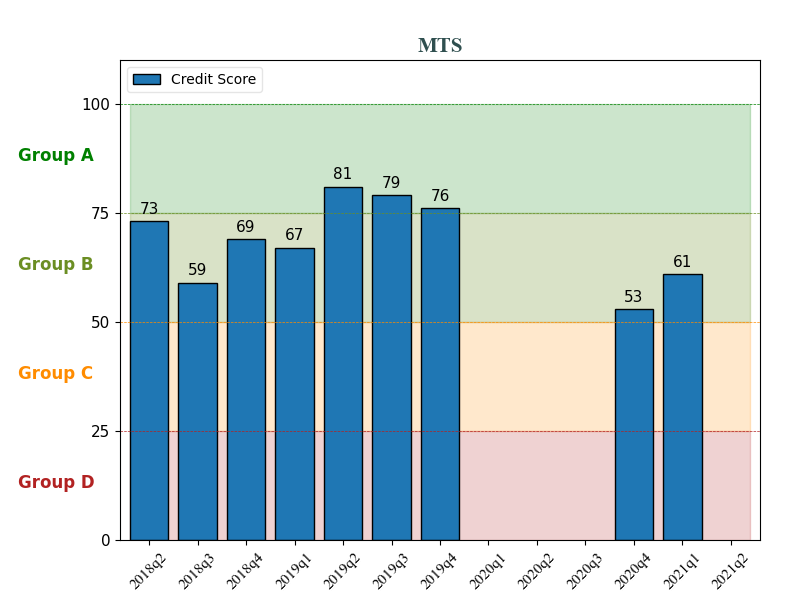 MTS
Credit Score
100
Group A
75
Group B
50
Group C
25
Group D
0
73
59
69
67
81
79
76
53
61
2018q2
2018q3
2018q4
2019q1
2019q2
2019q3
2019q4
2020q1
2020q2
2020q3
2020q4
2021q1
2021q2